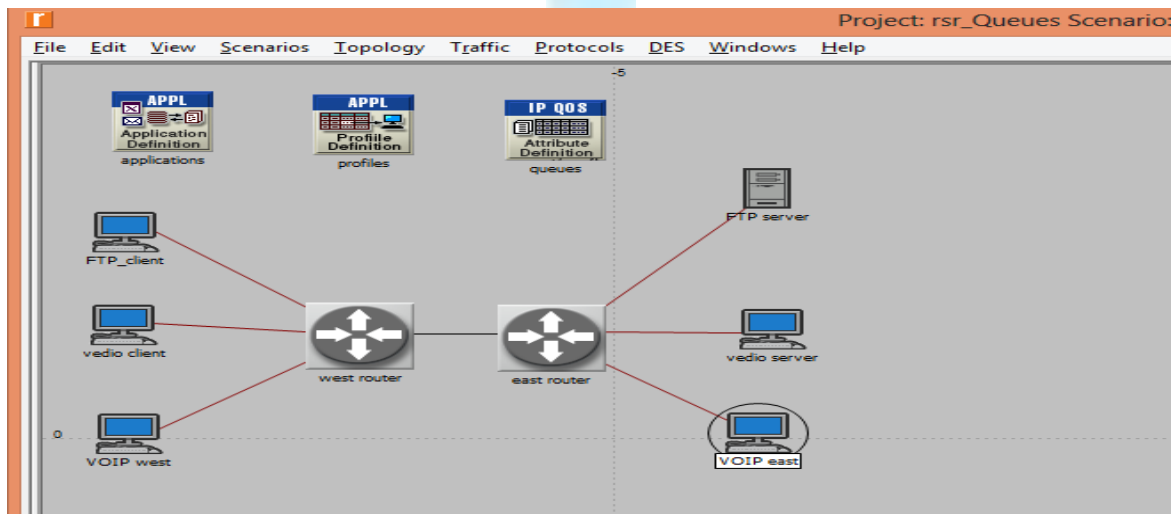 r Project: rsr_Queues Scenario:
File Edit View Scenarios Topology Traffic Protocols DES Windows Help
-5
APPL
Application
Definition
applications
APPL
Profile
Definition
profiles
IP QOS
Attribute
Definition
queues
FTP server
FTP_client
vedio client
west router
east router
vedio server
0
VOIP west
VOIP east